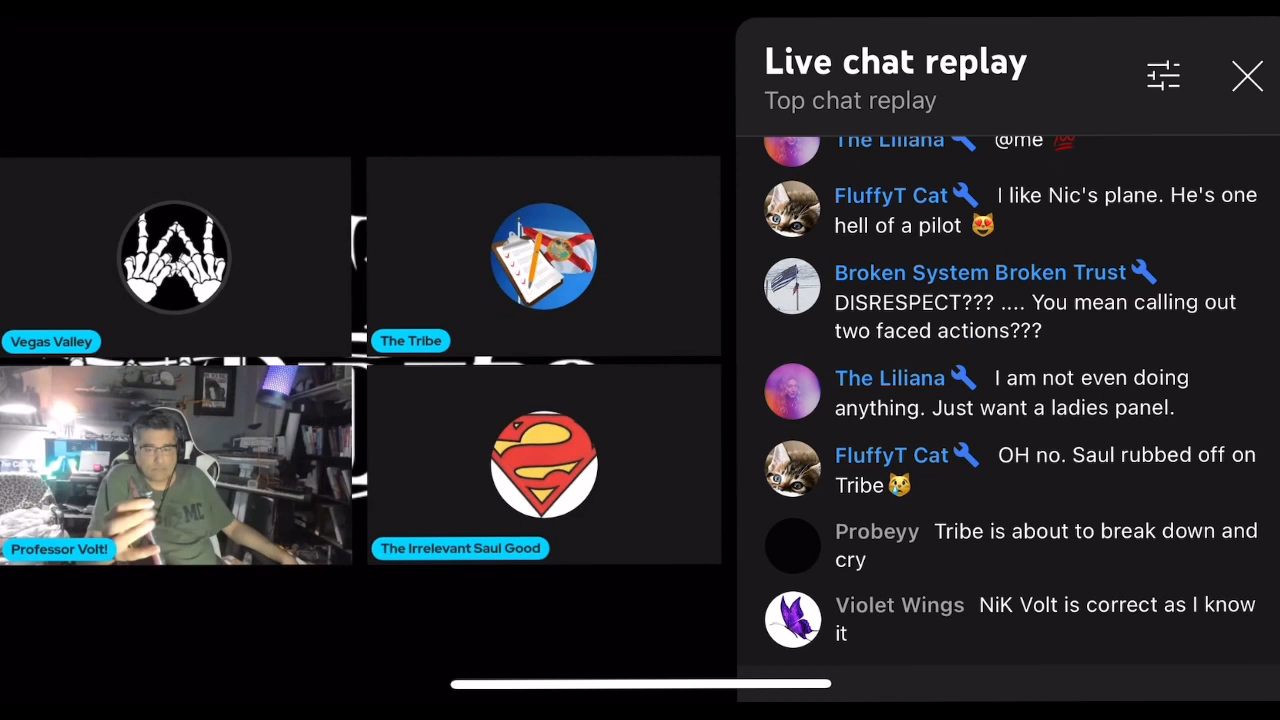 Live chat replay
Top chat replay
The Liliana @me 💯
FluffyT Cat I like Nic's plane. He's one
hell of a pilot 😻
Broken System Broken Trust
DISRESPECT??? .... You mean calling out
two faced actions???
The Liliana I am not even doing
anything. Just want a ladies panel.
FluffyT Cat OH no. Saul rubbed off on
Tribe😿
Probeyy Tribe is about to break down and
cry
Violet Wings NiK Volt is correct as I know
it
Vegas Valley
The Tribe
Professor Volt!
MC
The Irrelevant Saul Good